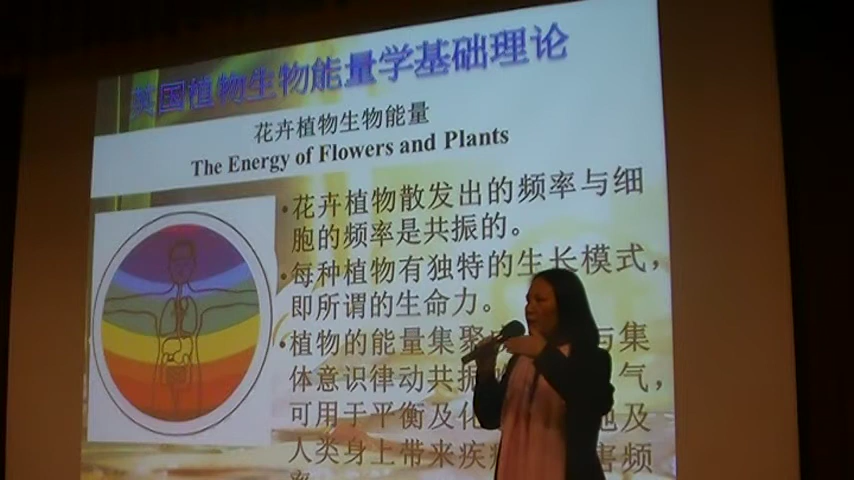 英国植物生物能量学基础理论
花卉植物生物能量
The Energy of Flowers and Plants
•花卉植物散发出的频率与细
胞的频率是共振的。
•每种植物有独特的生长模式，
即所谓的生命力。
•植物的能量集聚 与集
体意识律动共振 气，
可用于平衡及化 地及
人类身上带来疾 害频
率